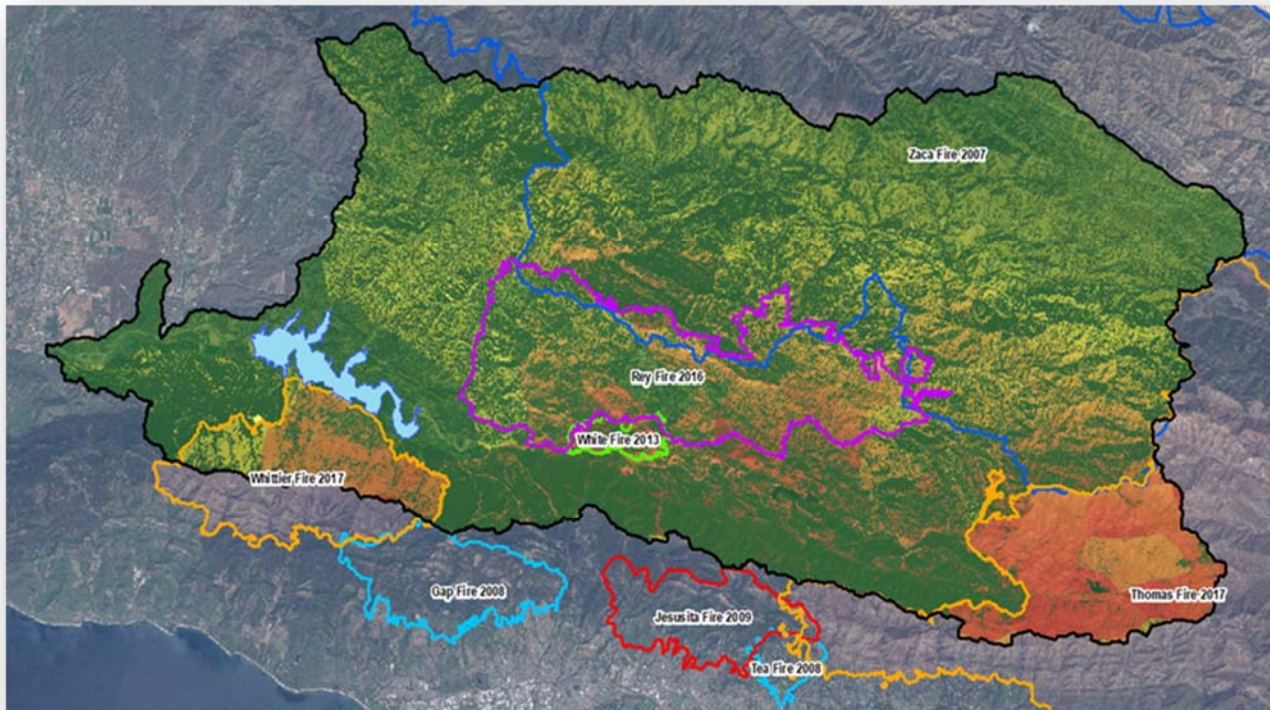 Zaca Fire 2007
Rey Fire 2016
White Fire 2013
Whittier Fire 2017
Gap Fire 2008
Thomas Fire 2017
Jesusita Fire 2009
Tea Fire 2008